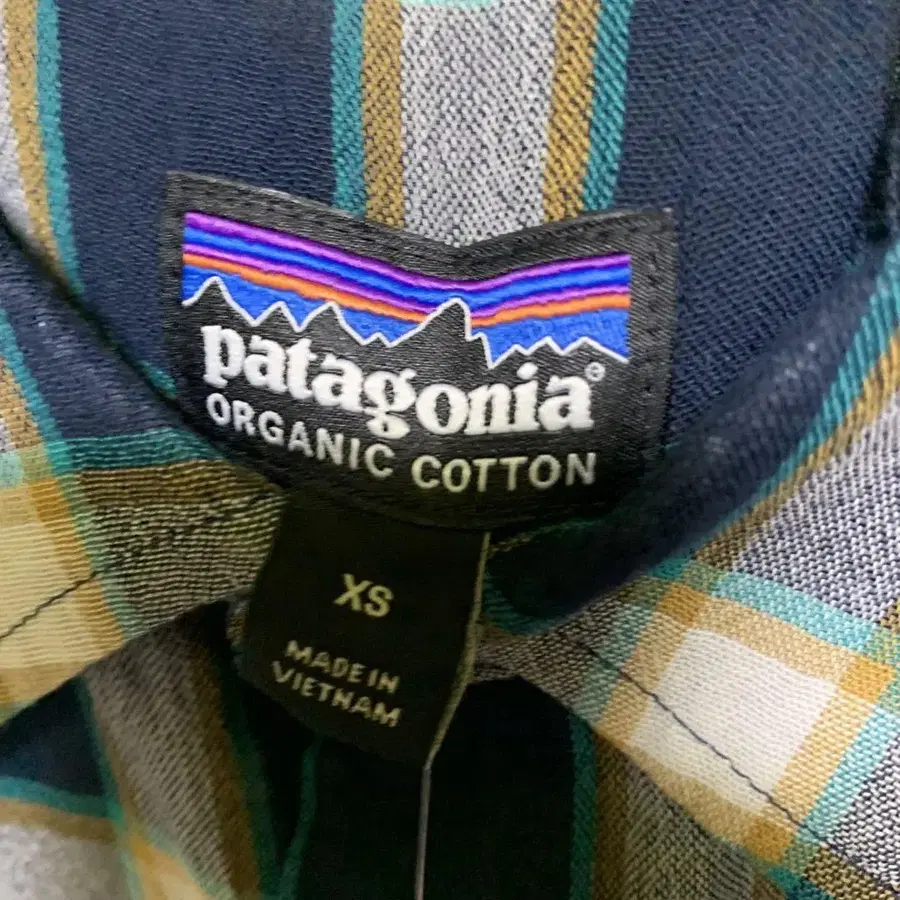 patagonia®
ORGANIC COTTON
XS
MADE IN
VIETNAM